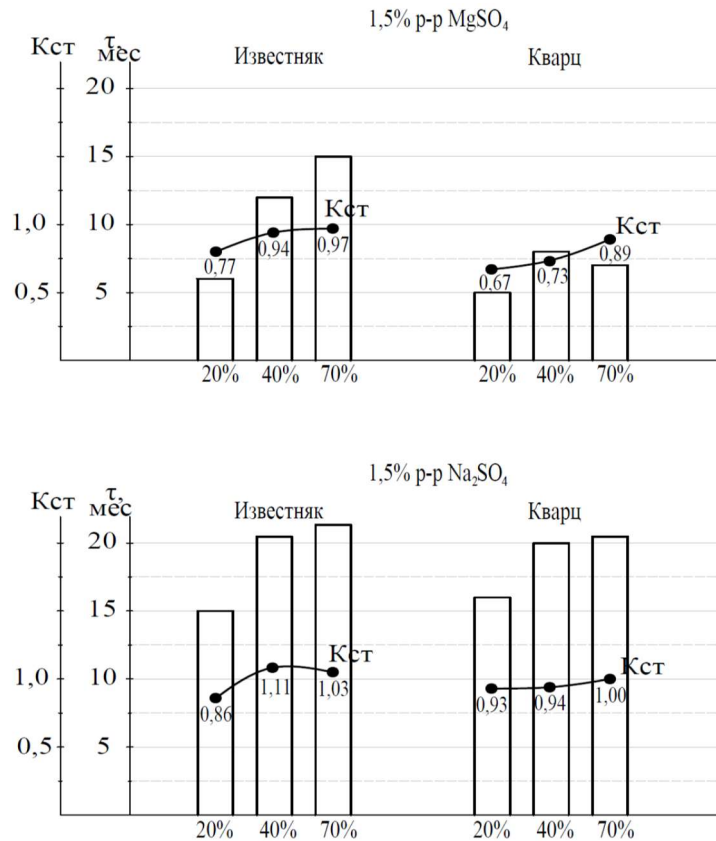 1,5% р-р MgSO₄
Кст τ, мес Известняк Кварц
20
15
1,0 10 Кст Кст
0,77 0,94 0,97 0,67 0,73 0,89
0,5 5
20% 40% 70% 20% 40% 70%
1,5% р-р Na₂SO₄
Кст τ, мес Известняк Кварц
20
15
1,0 10 Кст Кст
0,86 1,11 1,03 0,93 0,94 1,00
0,5 5
20% 40% 70% 20% 40% 70%